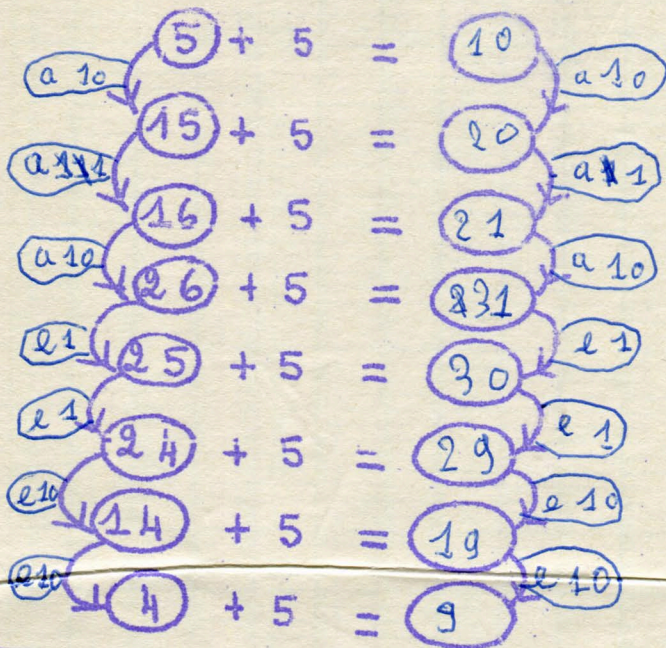 5 + 5 = 10
a 10 a 10
15 + 5 = 20
a 1 a 1
16 + 5 = 21
a 10 a 10
26 + 5 = 31
e 1 e 1
25 + 5 = 30
e 1 e 1
24 + 5 = 29
e 10 e 10
14 + 5 = 19
e 10 e 10
4 + 5 = 9